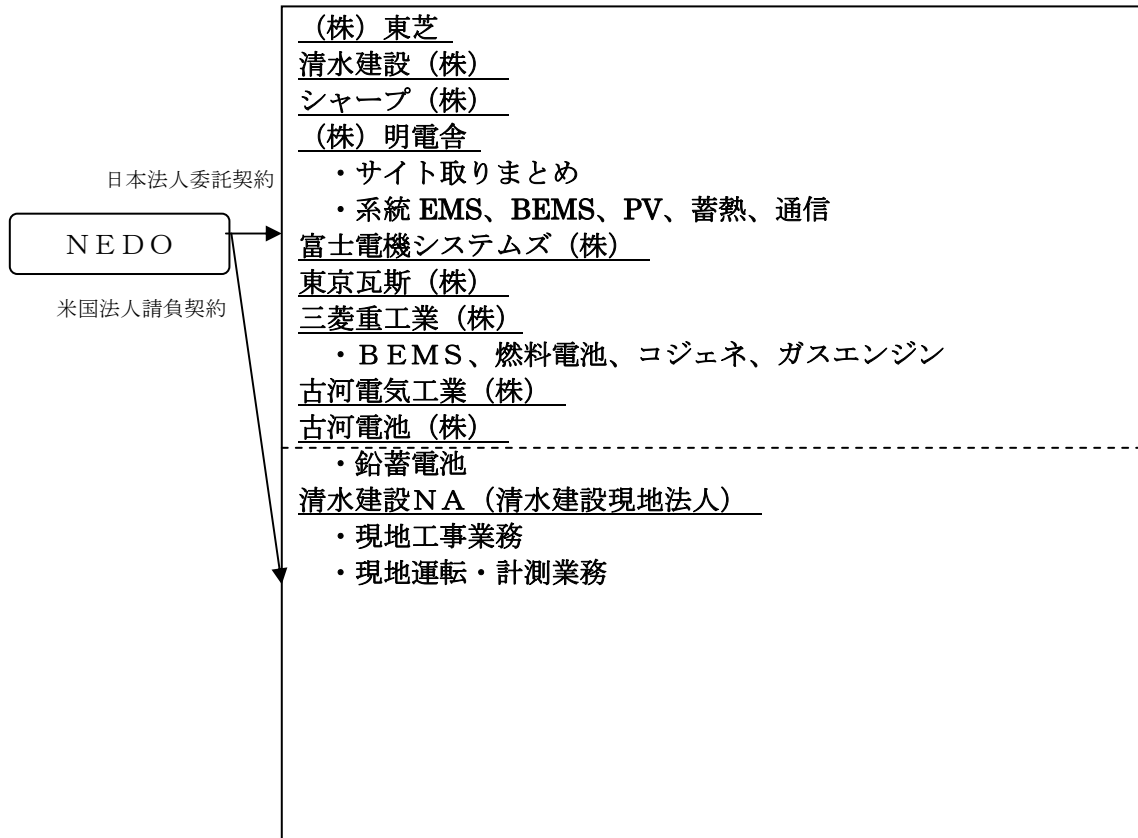 日本法人委託契約
NEDO
米国法人請負契約
（株）東芝
清水建設（株）
シャープ（株）
（株）明電舎
・サイト取りまとめ
・系統 EMS、BEMS、PV、蓄熱、通信
富士電機システムズ（株）
東京瓦斯（株）
三菱重工業（株）
・ＢＥＭＳ、燃料電池、コジェネ、ガスエンジン
古河電気工業（株）
古河電池（株）
・鉛蓄電池
清水建設ＮＡ（清水建設現地法人）
・現地工事業務
・現地運転・計測業務